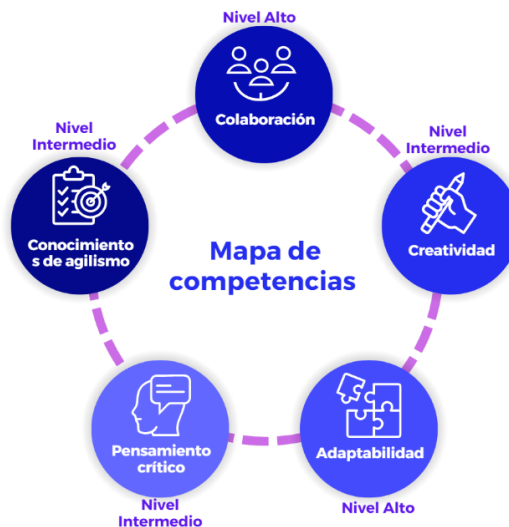 Nivel Alto
Colaboración
Nivel
Intermedio
Creatividad
Nivel Alto
Adaptabilidad
Nivel
Intermedio
Pensamiento
crítico
Nivel
Intermedio
Conocimiento
s de agilismo
Mapa de
competencias